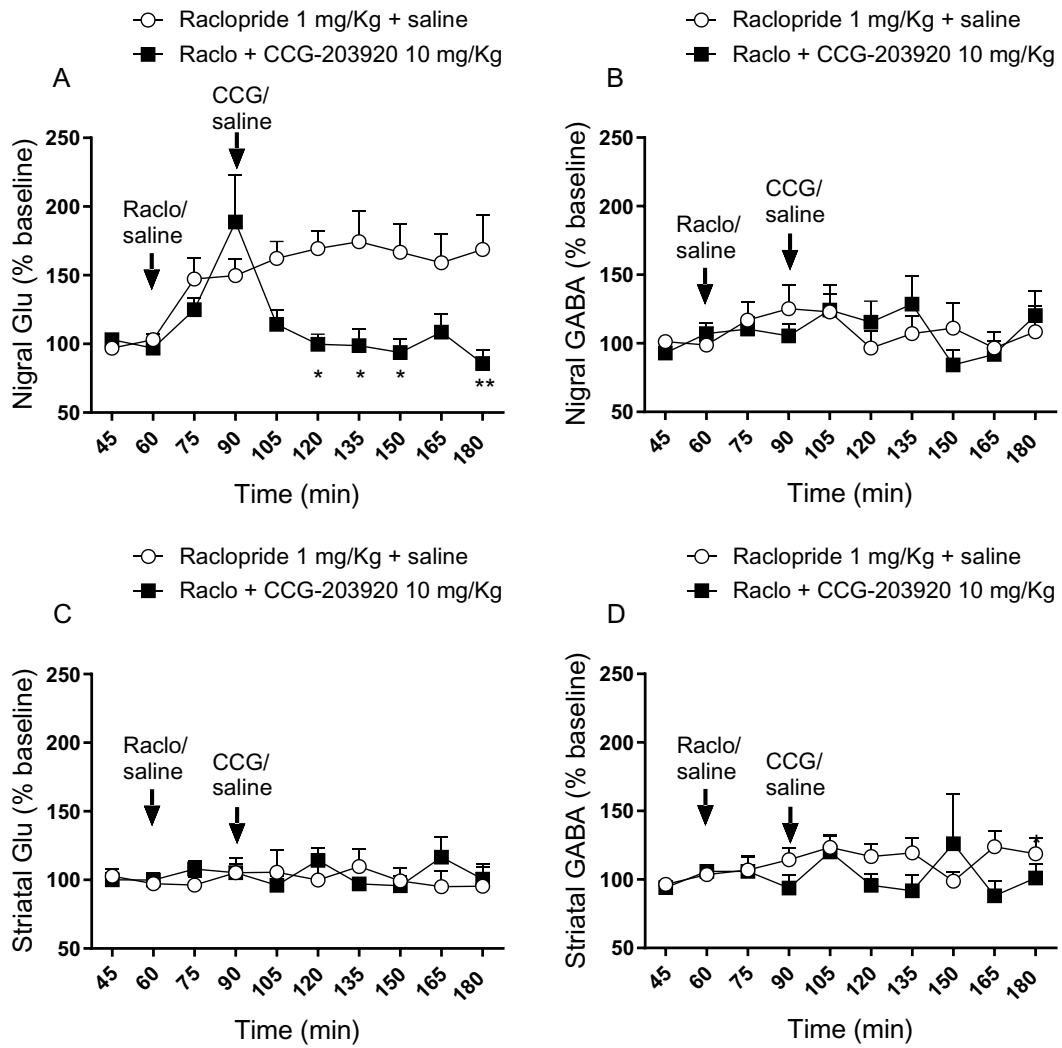 Raclopride 1 mg/Kg + saline
Raclo + CCG-203920 10 mg/Kg
A
CCG/
saline
Raclo/
saline
Nigral Glu (% baseline)
250
200
150
100
50
* * * **
45 60 75 90 105 120 135 150 165 180
Time (min)
Raclopride 1 mg/Kg + saline
Raclo + CCG-203920 10 mg/Kg
B
CCG/
saline
Raclo/
saline
Nigral GABA (% baseline)
250
200
150
100
50
45 60 75 90 105 120 135 150 165 180
Time (min)
Raclopride 1 mg/Kg + saline
Raclo + CCG-203920 10 mg/Kg
C
Raclo/
saline
CCG/
saline
Striatal Glu (% baseline)
250
200
150
100
50
45 60 75 90 105 120 135 150 165 180
Time (min)
Raclopride 1 mg/Kg + saline
Raclo + CCG-203920 10 mg/Kg
D
Raclo/
saline
CCG/
saline
Striatal GABA (% baseline)
250
200
150
100
50
45 60 75 90 105 120 135 150 165 180
Time (min)